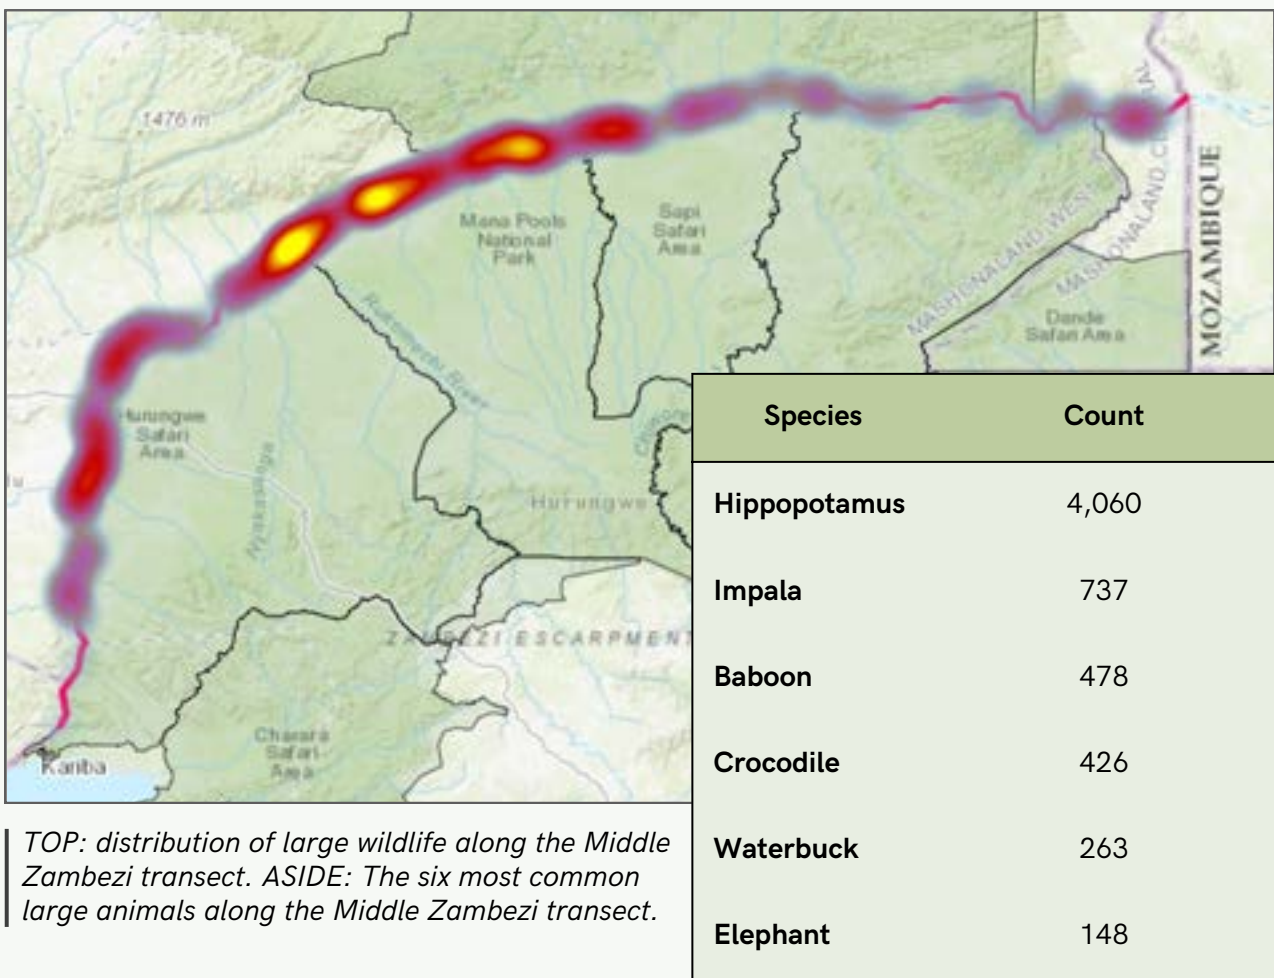 1476 m
Mana Pools
National
Park
Sapi
Safari
Area
MASHONALAND WEST
MOZAMBIQUE
Dande
Safari Area
Hurungwe
Safari
Area
Hurungwe
ZAMBEZI ESCARPMENT
Charara
Safari
Area
Kariba
Species Count
Hippopotamus 4,060
Impala 737
Baboon 478
Crocodile 426
Waterbuck 263
Elephant 148
TOP: distribution of large wildlife along the Middle
Zambezi transect. ASIDE: The six most common
large animals along the Middle Zambezi transect.